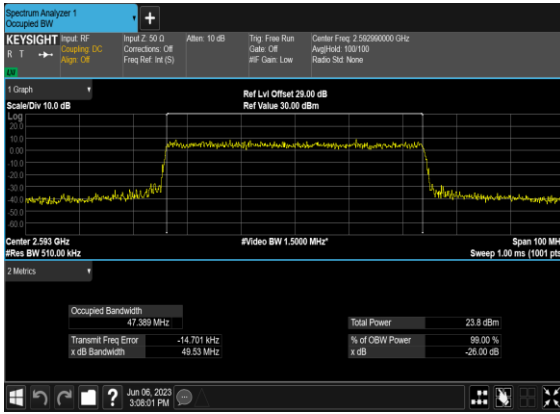 Spectrum Analyzer 1
Occupied BW
KEYSIGHT
R T
LW
Input: RF
Coupling: DC
Align: Off
Input Z: 50 Ω
Corrections: Off
Freq Ref: Int (S)
Atten: 10 dB
Trig: Free Run
Gate: Off
#IF Gain: Low
Center Freq: 2.592990000 GHz
Avg|Hold: 100/100
Radio Std: None
1 Graph
Scale/Div 10.0 dB
Ref Lvl Offset 29.00 dB
Ref Value 30.00 dBm
Log
20.0
10.0
0.00
-10.0
-20.0
-30.0
-40.0
-50.0
-60.0
Center 2.593 GHz
#Res BW 510.00 kHz
#Video BW 1.5000 MHz*
Span 100 MH
Sweep 1.00 ms (1001 pts
2 Metrics
Occupied Bandwidth
47.389 MHz
Transmit Freq Error -14.701 kHz
x dB Bandwidth 49.53 MHz
Total Power 23.8 dBm
% of OBW Power 99.00 %
x dB -26.00 dB
Jun 06, 2023
3:08:01 PM